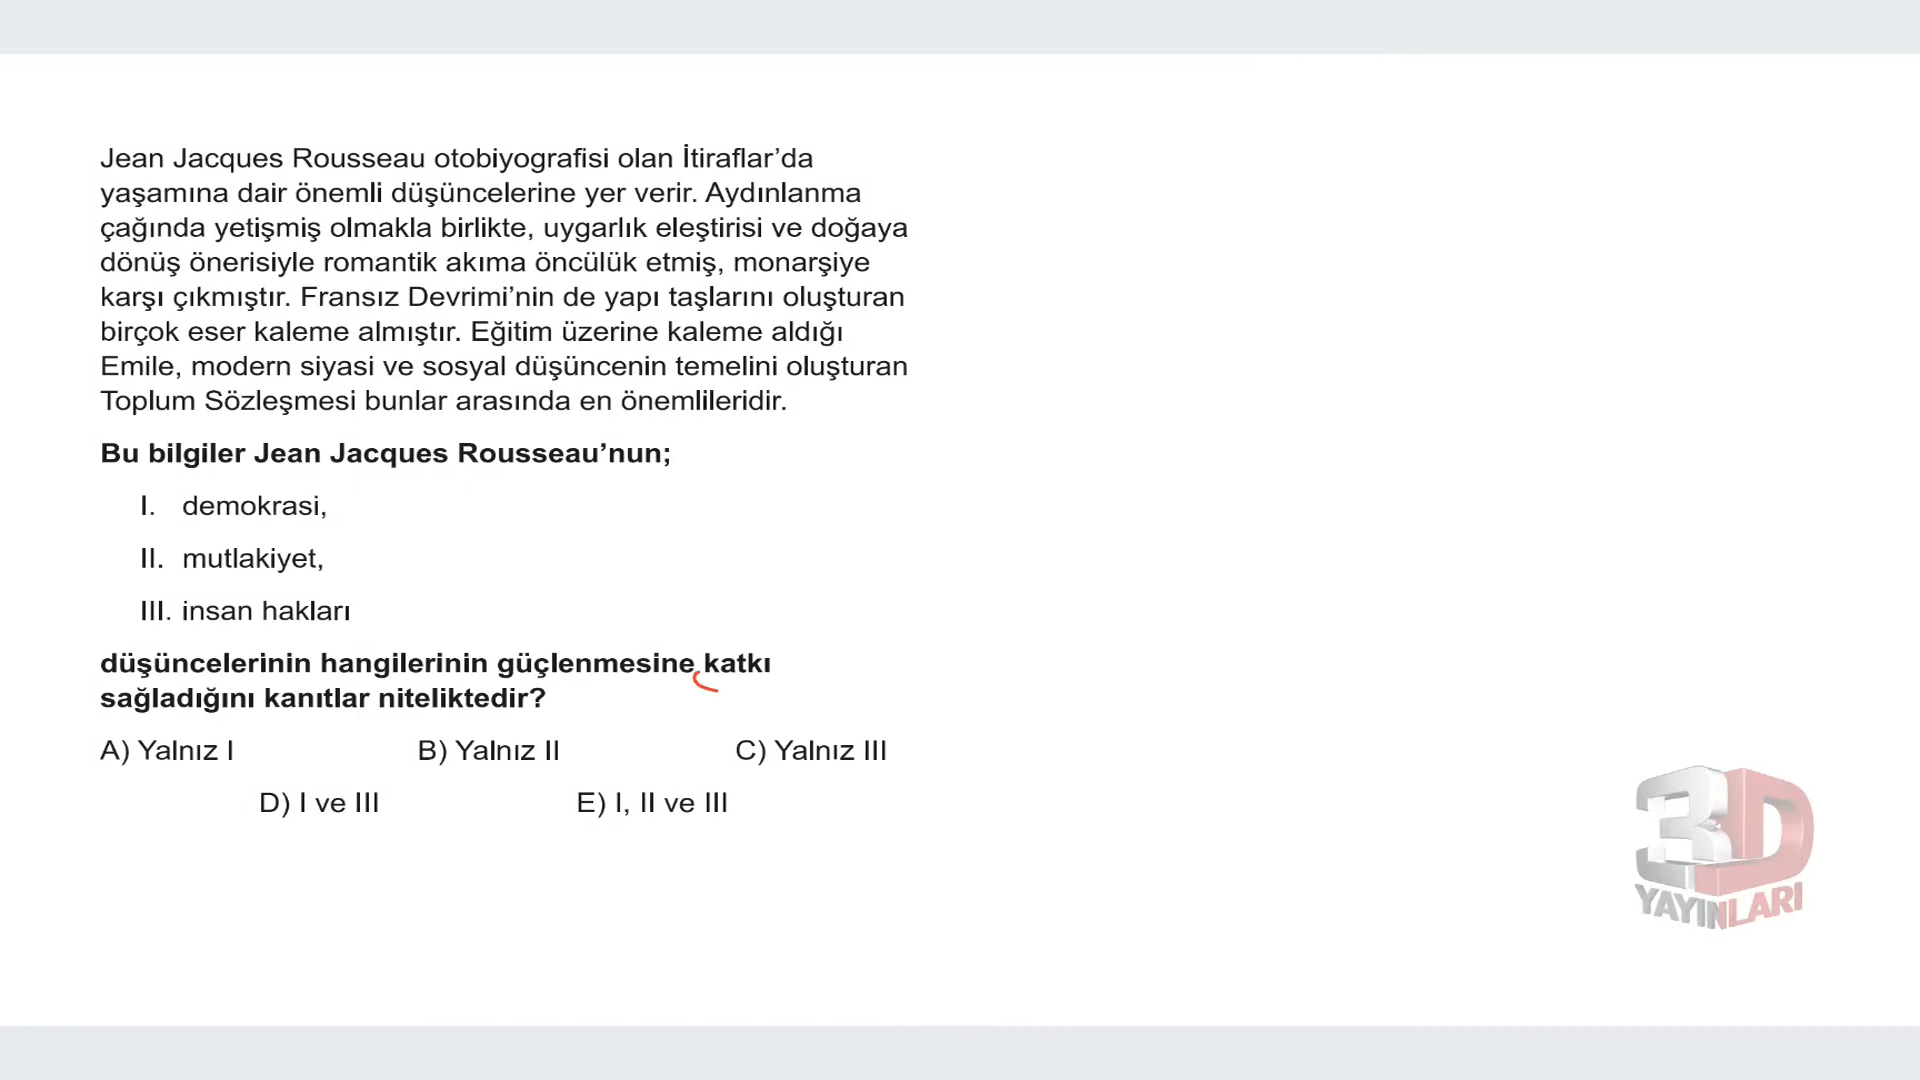 Jean Jacques Rousseau otobiyografisi olan İtiraflar’da
yaşamına dair önemli düşüncelerine yer verir. Aydınlanma
çağında yetişmiş olmakla birlikte, uygarlık eleştirisi ve doğaya
dönüş önerisiyle romantik akıma öncülük etmiş, monarşiye
karşı çıkmıştır. Fransız Devrimi’nin de yapı taşlarını oluşturan
birçok eser kaleme almıştır. Eğitim üzerine kaleme aldığı
Emile, modern siyasi ve sosyal düşüncenin temelini oluşturan
Toplum Sözleşmesi bunlar arasında en önemlileridir.
Bu bilgiler Jean Jacques Rousseau’nun;
I. demokrasi,
II. mutlakiyet,
III. insan hakları
düşüncelerinin hangilerinin güçlenmesine katkı
sağladığını kanıtlar niteliktedir?
A) Yalnız I B) Yalnız II C) Yalnız III
D) I ve III E) I, II ve III
3D
YAYINLARI